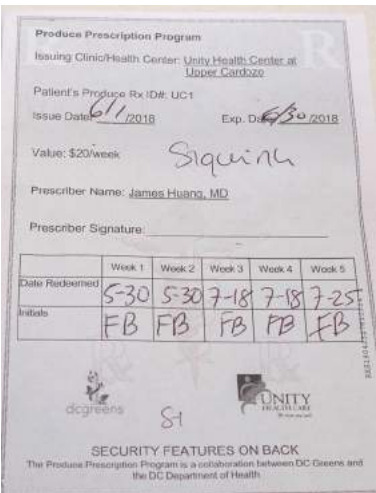 Produce Prescription Program
Issuing Clinic/Health Center: Unity Health Center at
Upper Cardozo
Patient's Produce Rx ID#: UC1
Issue Date: 6/1 /2018 Exp. Date 6/30 /2018
Value: $20/week
Prescriber Name: James Huang, MD
Prescriber Signature:
Week 1 Week 2 Week 3 Week 4 Week 5
Date Redeemed 5-30 5-30 7-18 7-18 7-25
Initials FB FB FB FB FB
dcgreens UNITY
HEALTH CARE
SECURITY FEATURES ON BACK
The Produce Prescription Program is a collaboration between DC Greens and
the DC Department of Health